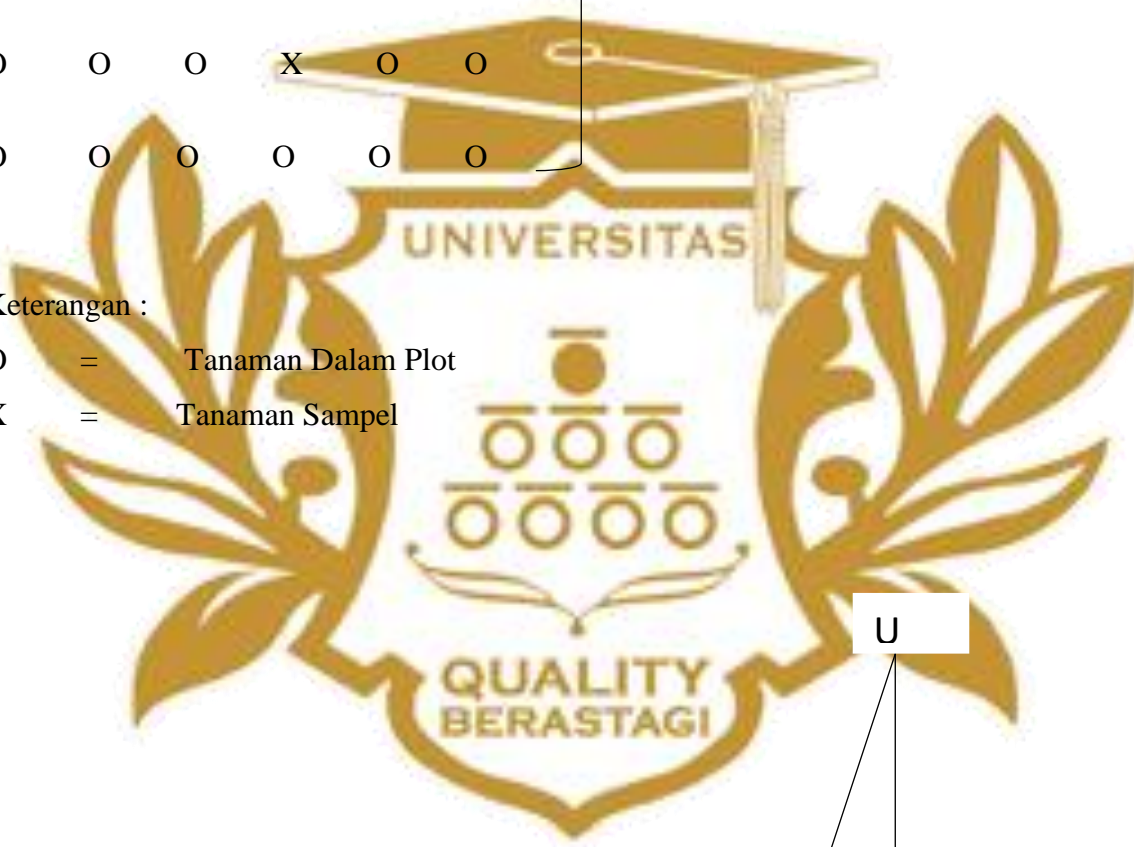 O O O X O O
O O O O O O
UNIVERSITAS
Keterangan :
O = Tanaman Dalam Plot
X = Tanaman Sampel
U
QUALITY
BERASTAGI